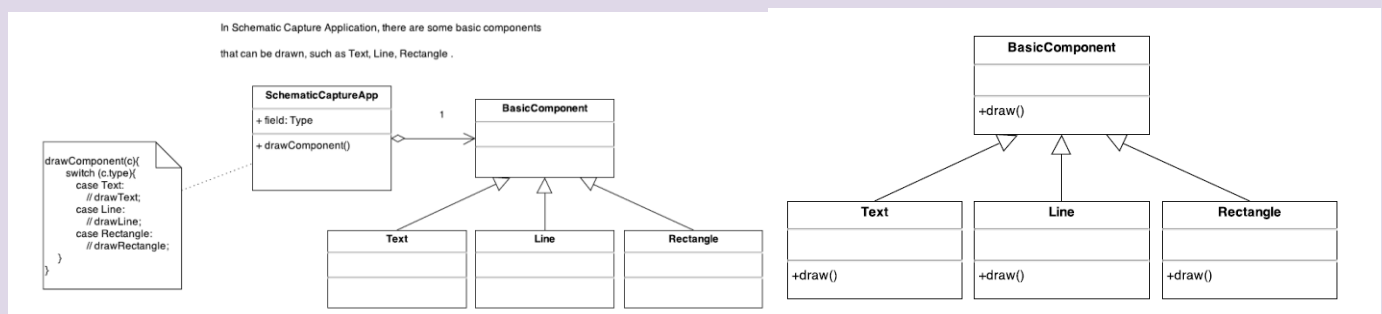 In Schematic Capture Application, there are some basic components
that can be drawn, such as Text, Line, Rectangle .
SchematicCaptureApp
+ field: Type
+ drawComponent()
1
BasicComponent
drawComponent(c){
switch (c.type){
case Text:
// drawText;
case Line:
// drawLine;
case Rectangle:
// drawRectangle;
}
}
Text
Line
Rectangle
BasicComponent
+draw()
Text
+draw()
Line
+draw()
Rectangle
+draw()